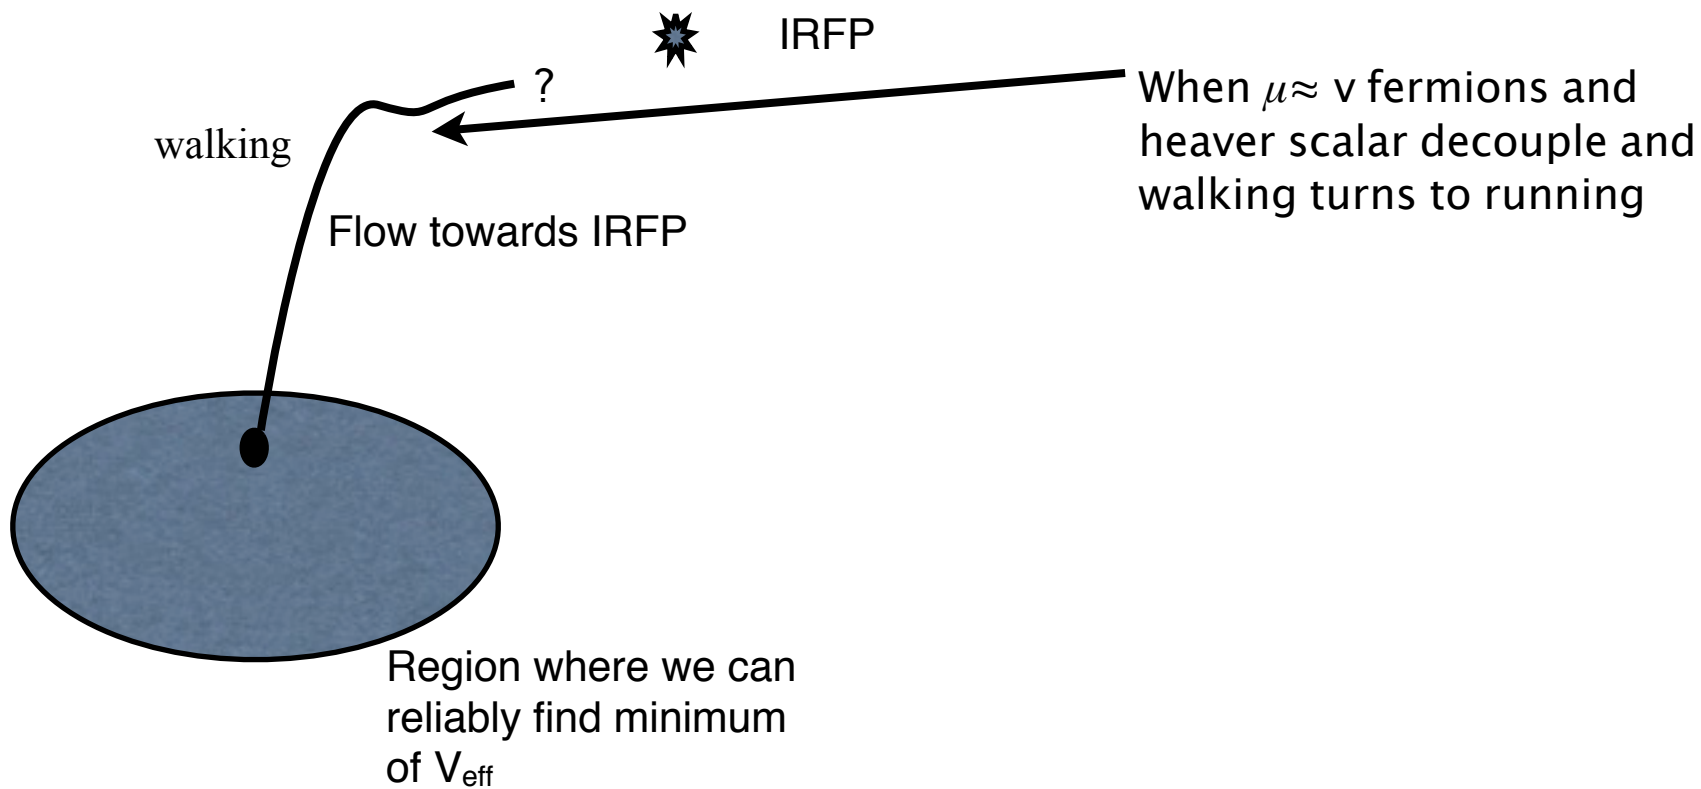 IRFP
?
When μ≈ v fermions and
heaver scalar decouple and
walking turns to running
walking
Flow towards IRFP
Region where we can
reliably find minimum
of Veff